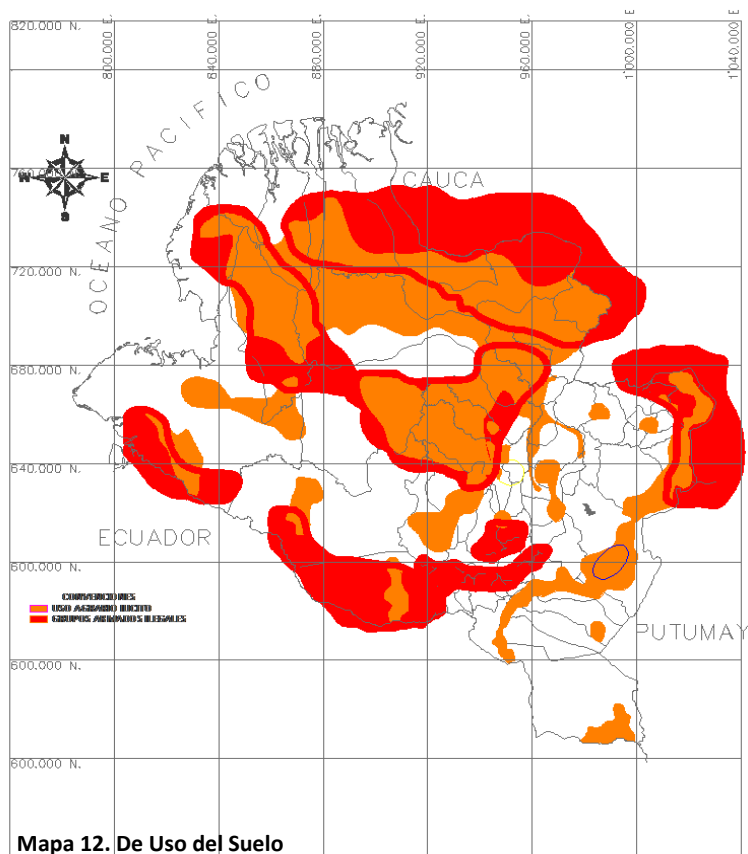 820.000 N.
800.000 E
840.000 E
880.000 E
920.000 E
960.000 E
1'000.000 E
1'040.000 E
OCEANO PACIFICO
N
E
S
CAUCA
720.000 N.
680.000 N.
640.000 N.
ECUADOR
600.000 N.
CONVENCIONES
USO AGRARIO ILICITO
GRUPOS ARMADOS ILEGALES
PUTUMAY
600.000 N.
600.000 N.
Mapa 12. De Uso del Suelo